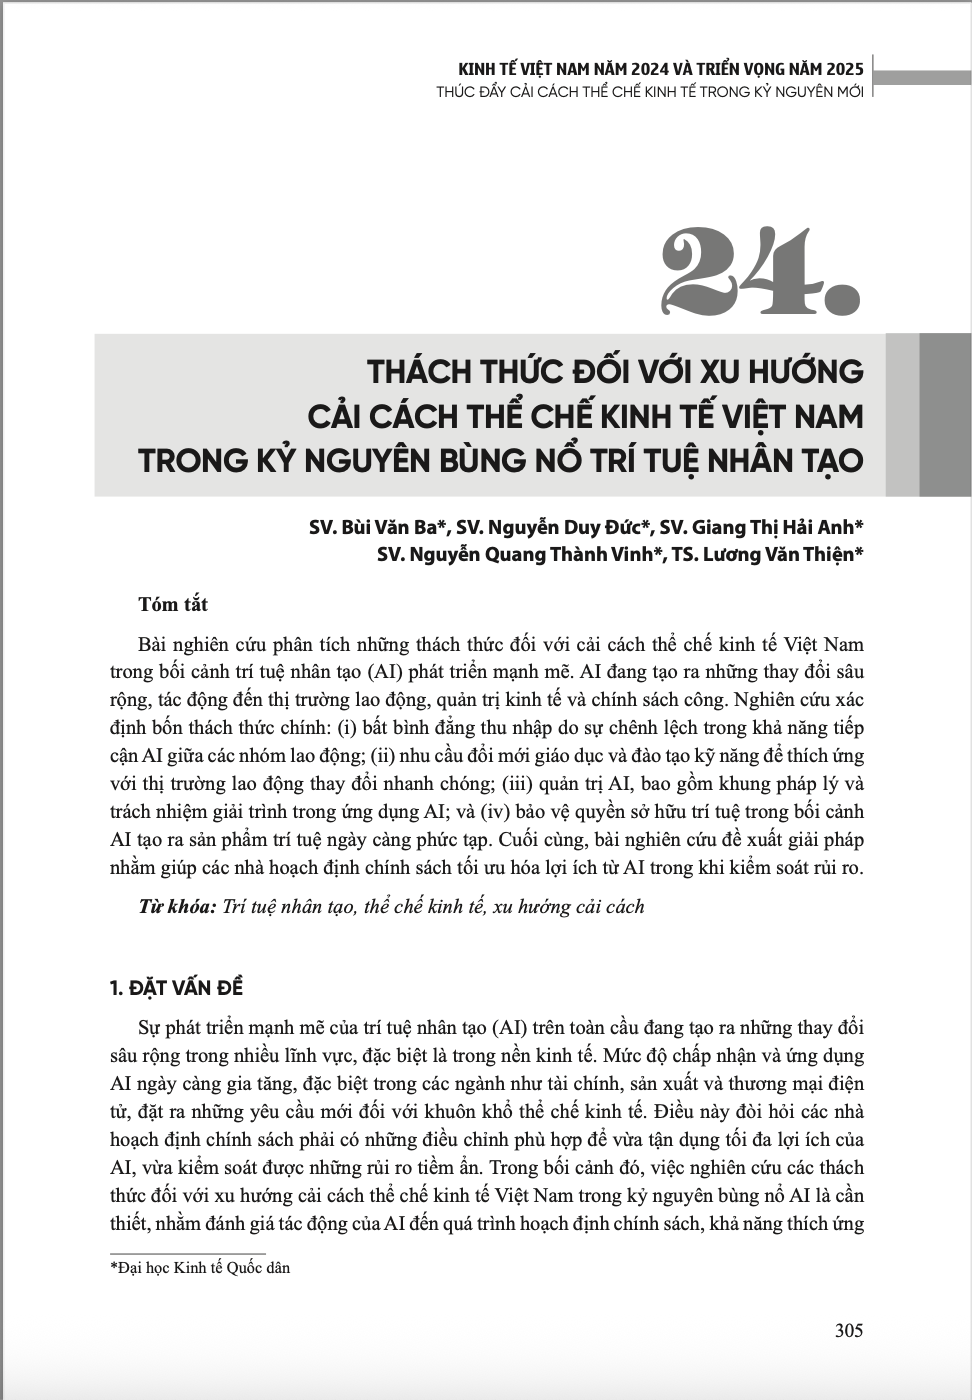 KINH TẾ VIỆT NAM NĂM 2024 VÀ TRIỂN VỌNG NĂM 2025
THÚC ĐẨY CẢI CÁCH THỂ CHẾ KINH TẾ TRONG KỶ NGUYÊN MỚI
24.
THÁCH THỨC ĐỐI VỚI XU HƯỚNG
CẢI CÁCH THỂ CHẾ KINH TẾ VIỆT NAM
TRONG KỶ NGUYÊN BÙNG NỔ TRÍ TUỆ NHÂN TẠO
SV. Bùi Văn Ba*, SV. Nguyễn Duy Đức*, SV. Giang Thị Hải Anh*
SV. Nguyễn Quang Thành Vinh*, TS. Lương Văn Thiện*
Tóm tắt
Bài nghiên cứu phân tích những thách thức đối với cải cách thể chế kinh tế Việt Nam
trong bối cảnh trí tuệ nhân tạo (AI) phát triển mạnh mẽ. AI đang tạo ra những thay đổi sâu
rộng, tác động đến thị trường lao động, quản trị kinh tế và chính sách công. Nghiên cứu xác
định bốn thách thức chính: (i) bất bình đẳng thu nhập do sự chênh lệch trong khả năng tiếp
cận AI giữa các nhóm lao động; (ii) nhu cầu đổi mới giáo dục và đào tạo kỹ năng để thích ứng
với thị trường lao động thay đổi nhanh chóng; (iii) quản trị AI, bao gồm khung pháp lý và
trách nhiệm giải trình trong ứng dụng AI; và (iv) bảo vệ quyền sở hữu trí tuệ trong bối cảnh
AI tạo ra sản phẩm trí tuệ ngày càng phức tạp. Cuối cùng, bài nghiên cứu đề xuất giải pháp
nhằm giúp các nhà hoạch định chính sách tối ưu hóa lợi ích từ AI trong khi kiểm soát rủi ro.
Từ khóa: Trí tuệ nhân tạo, thể chế kinh tế, xu hướng cải cách
1. ĐẶT VẤN ĐỀ
Sự phát triển mạnh mẽ của trí tuệ nhân tạo (AI) trên toàn cầu đang tạo ra những thay đổi
sâu rộng trong nhiều lĩnh vực, đặc biệt là trong nền kinh tế. Mức độ chấp nhận và ứng dụng
AI ngày càng gia tăng, đặc biệt trong các ngành như tài chính, sản xuất và thương mại điện
tử, đặt ra những yêu cầu mới đối với khuôn khổ thể chế kinh tế. Điều này đòi hỏi các nhà
hoạch định chính sách phải có những điều chỉnh phù hợp để vừa tận dụng tối đa lợi ích của
AI, vừa kiểm soát được những rủi ro tiềm ẩn. Trong bối cảnh đó, việc nghiên cứu các thách
thức đối với xu hướng cải cách thể chế kinh tế Việt Nam trong kỷ nguyên bùng nổ AI là cần
thiết, nhằm đánh giá tác động của AI đến quá trình hoạch định chính sách, khả năng thích ứng
*Đại học Kinh tế Quốc dân
305